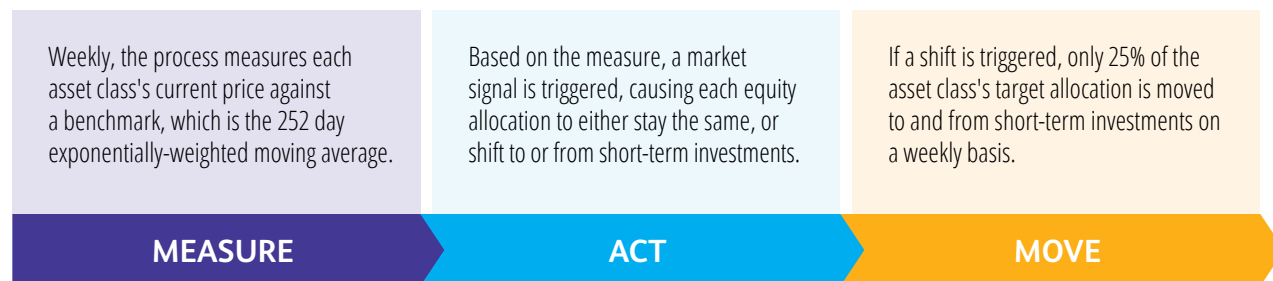 Weekly, the process measures each
asset class's current price against
a benchmark, which is the 252 day
exponentially-weighted moving average.
MEASURE
Based on the measure, a market
signal is triggered, causing each equity
allocation to either stay the same, or
shift to or from short-term investments.
ACT
If a shift is triggered, only 25% of the
asset class's target allocation is moved
to and from short-term investments on
a weekly basis.
MOVE